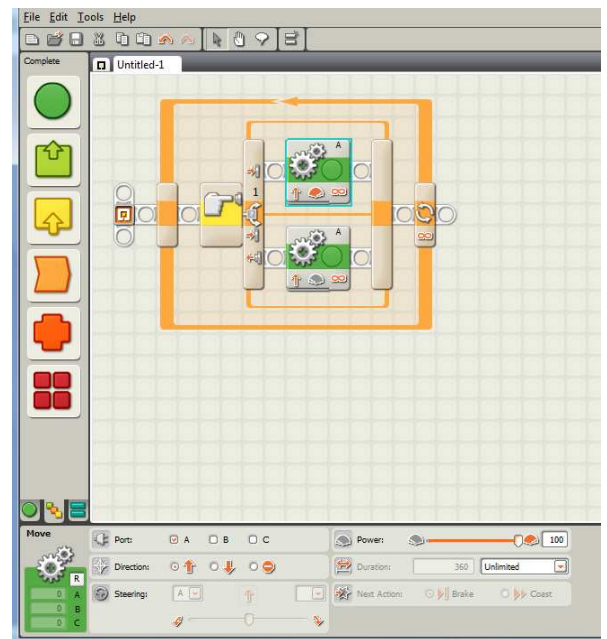 File Edit Tools Help
Complete
Untitled-1
A
1
A
Move
R
0 A
0 B
0 C
Port: A B C
Direction:
Steering: A
Power: 100
Duration: 360 Unlimited
Next Action: Brake Coast